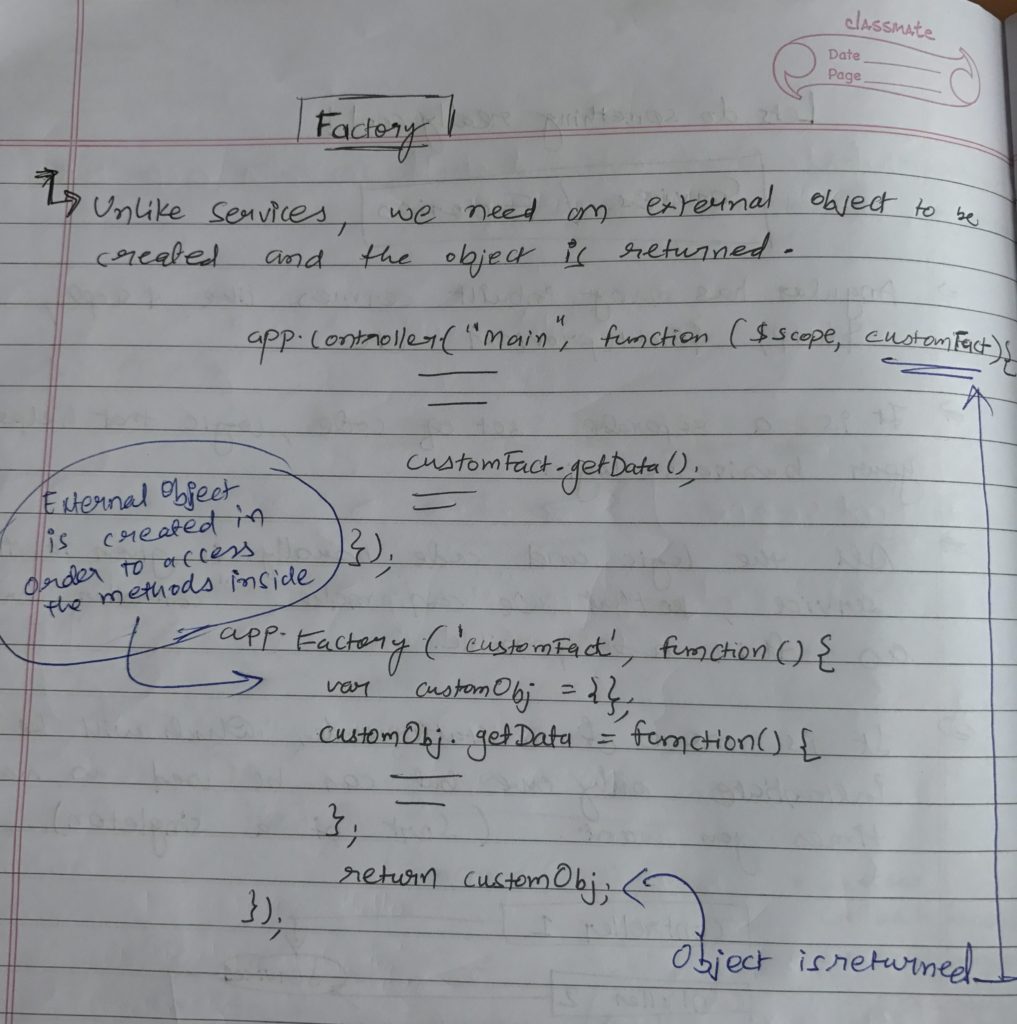 classmate
Date
Page
Factory
Unlike services, we need an external object to be
created and the object is returned.
app.controller("Main", function ($scope, customFact){
customFact.getData();
External Object
is created in
order to access
the methods inside
});
app.Factory('customFact', function() {
var customObj = {};
customObj.getData = function() {
};
return customObj;
});
Object is returned